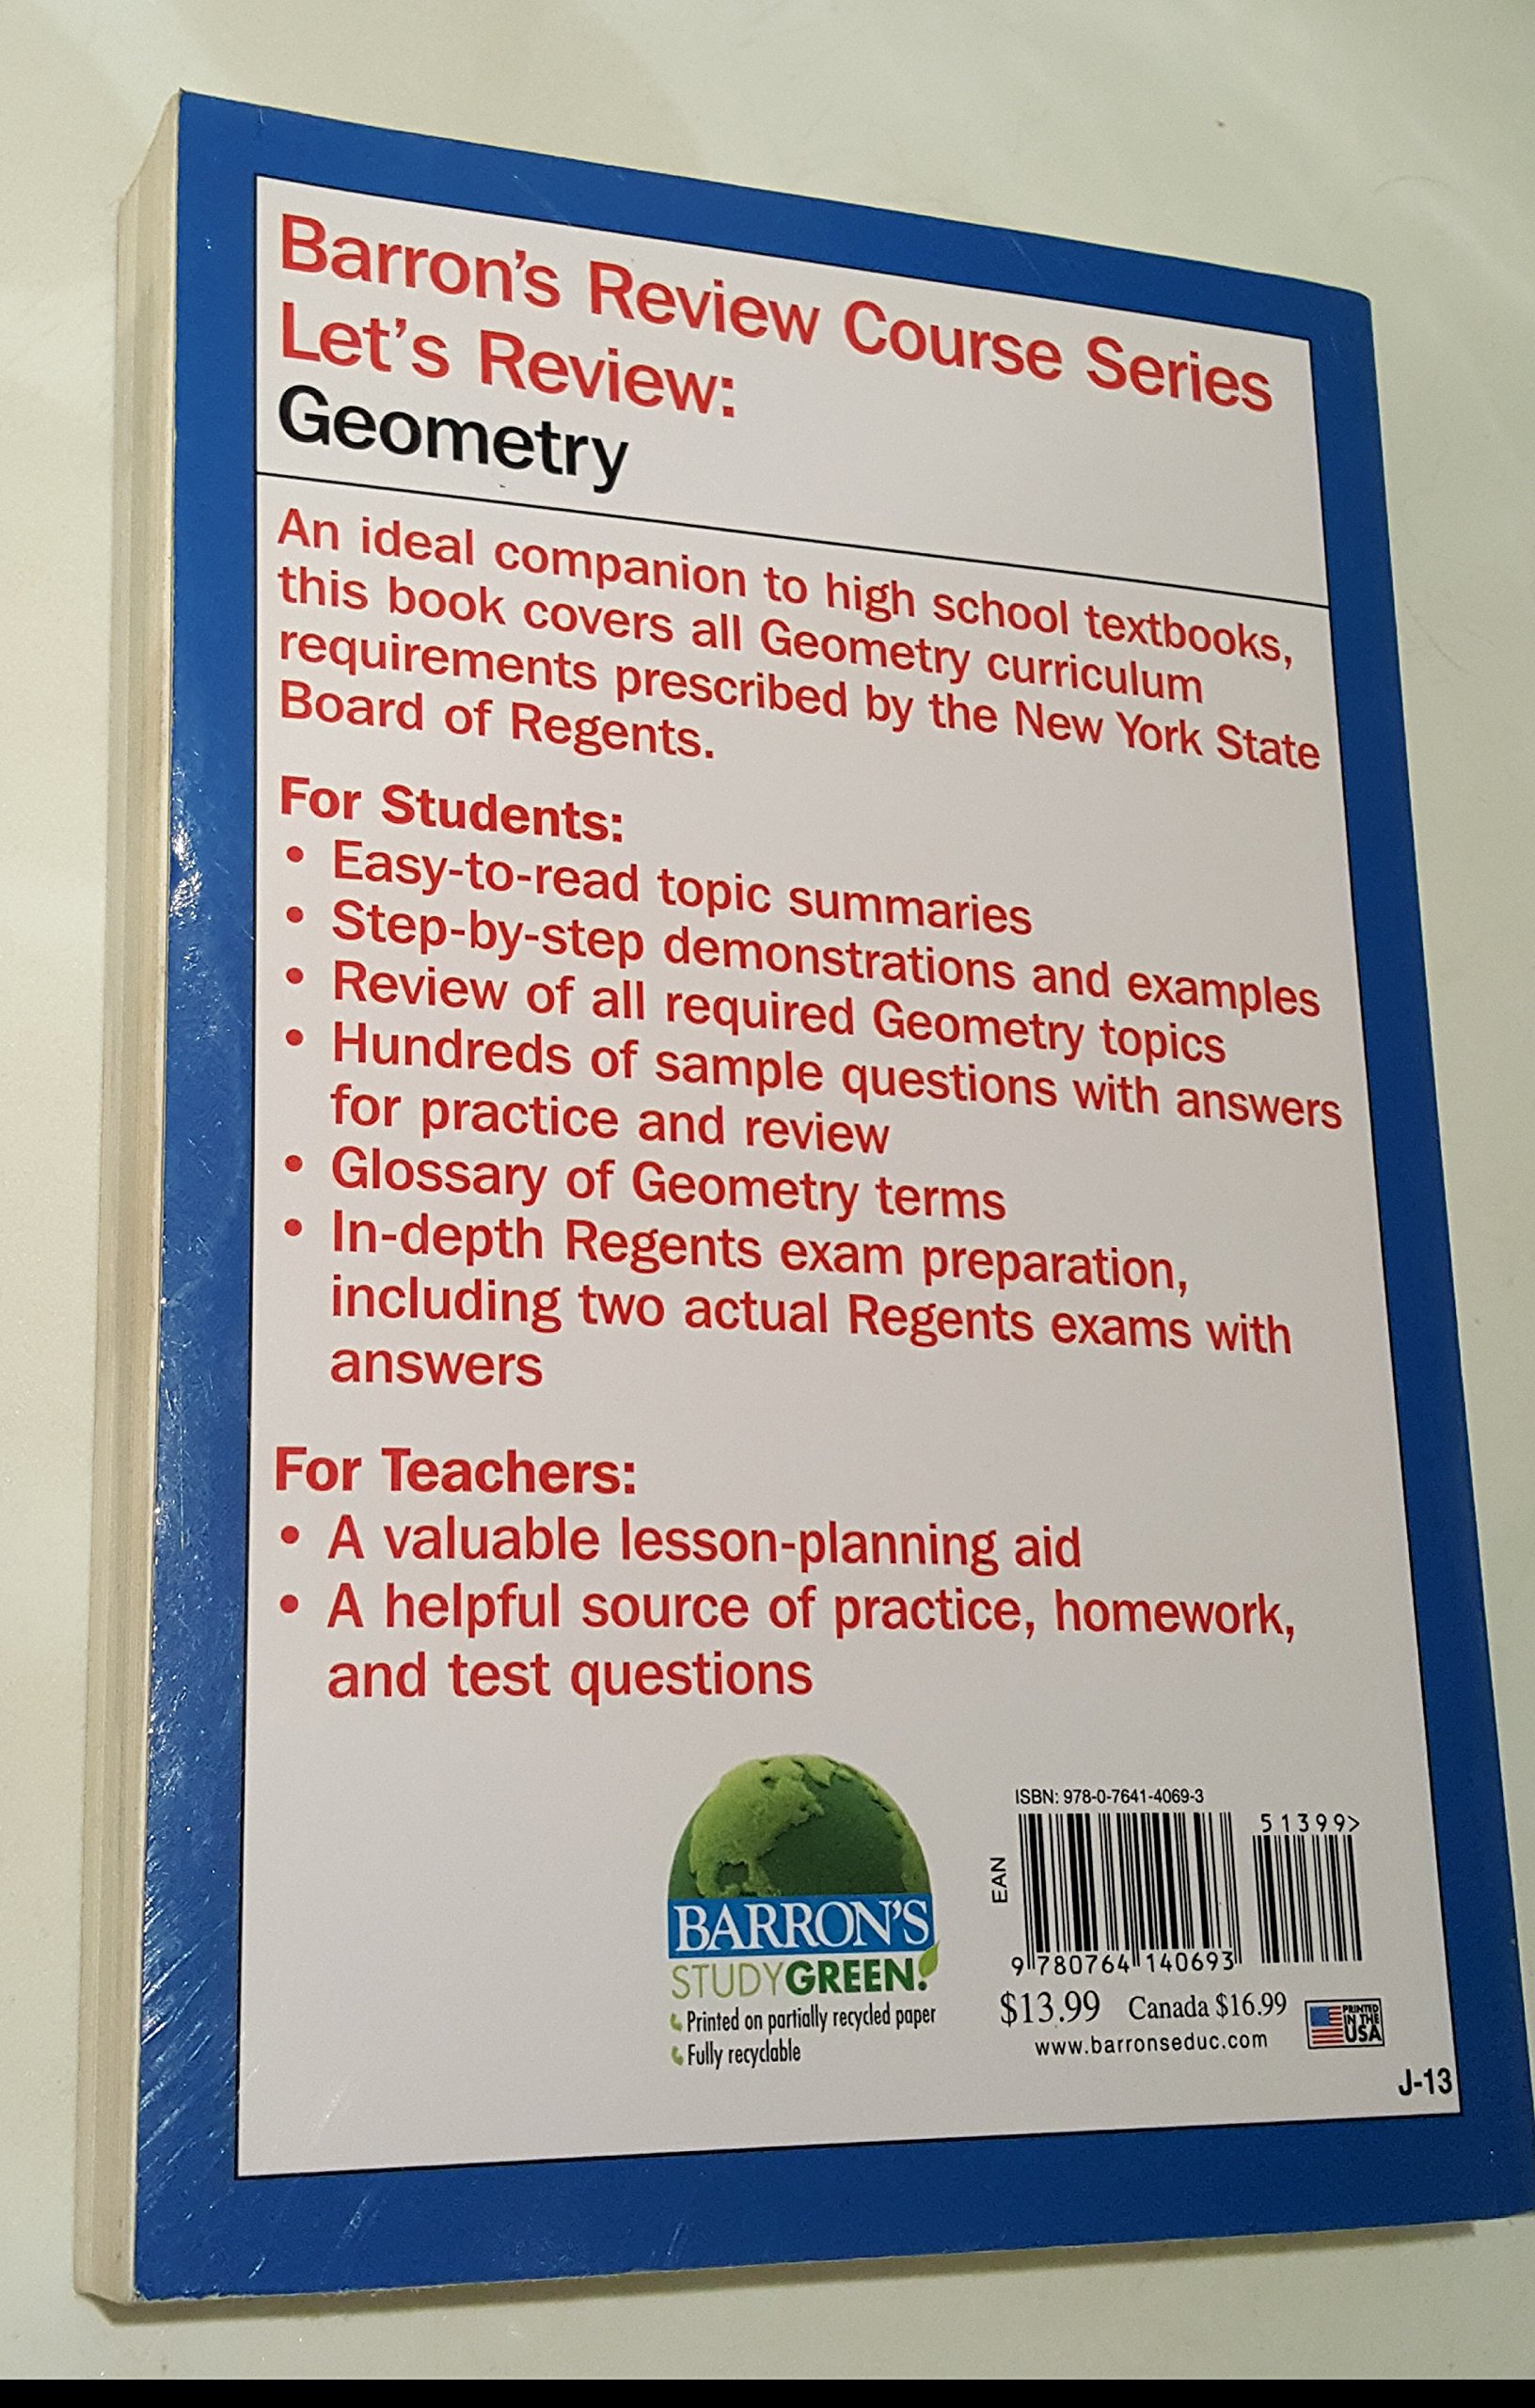 Barron's Review Course Series
Let's Review:
Geometry
An ideal companion to high school textbooks,
this book covers all Geometry curriculum
requirements prescribed by the New York State
Board of Regents.
For Students:
• Easy-to-read topic summaries
• Step-by-step demonstrations and examples
• Review of all required Geometry topics
• Hundreds of sample questions with answers
for practice and review
• Glossary of Geometry terms
• In-depth Regents exam preparation,
including two actual Regents exams with
answers
For Teachers:
• A valuable lesson-planning aid
• A helpful source of practice, homework,
and test questions
BARRON'S
STUDYGREEN!
Printed on partially recycled paper
Fully recyclable
ISBN: 978-0-7641-4069-3
51399>
EAN
9 780764 140693
$13.99 Canada $16.99
www.barronseduc.com
PRINTED
IN THE
USA
J-13